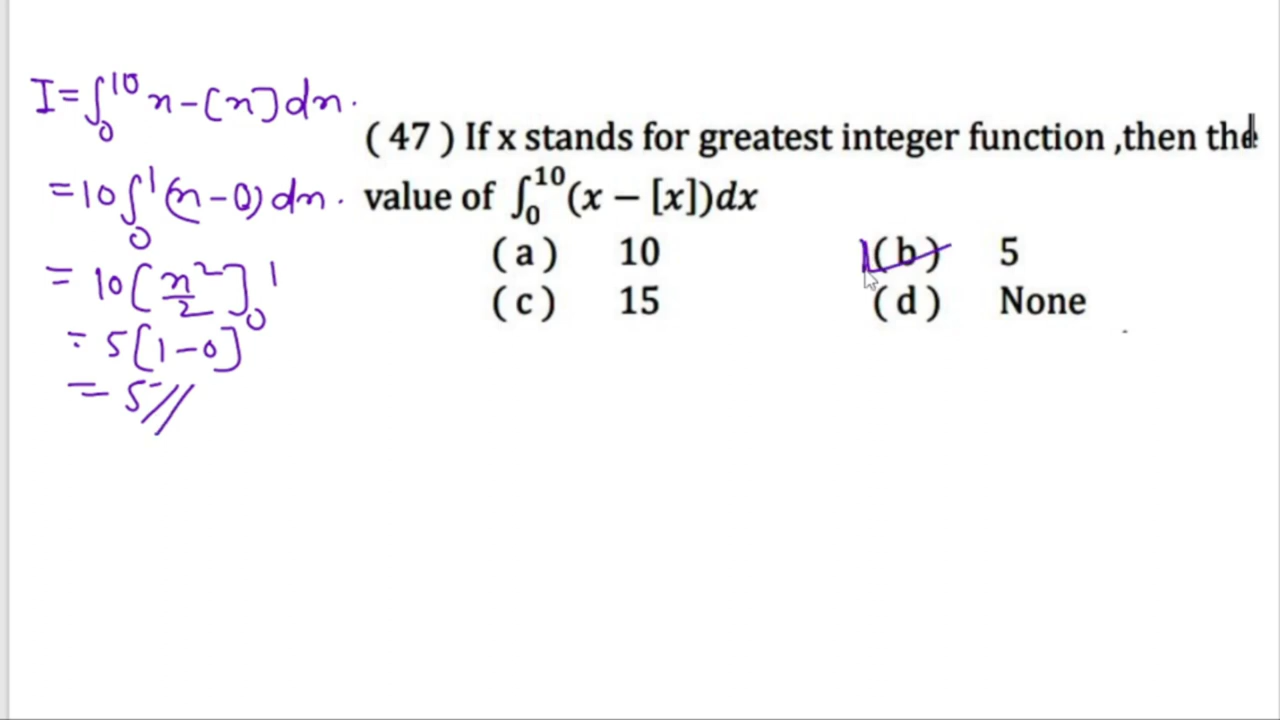 I = ∫₀¹⁰ x - [x] dx.
= 10 ∫₀¹ (x - 0) dx.
= 10 [x²/2]₀¹
= 5 [1 - 0]
= 5 //
( 47 ) If x stands for greatest integer function ,then the
value of ∫₀¹⁰(x − [x])dx
( a ) 10 ( b ) 5
( c ) 15 ( d ) None